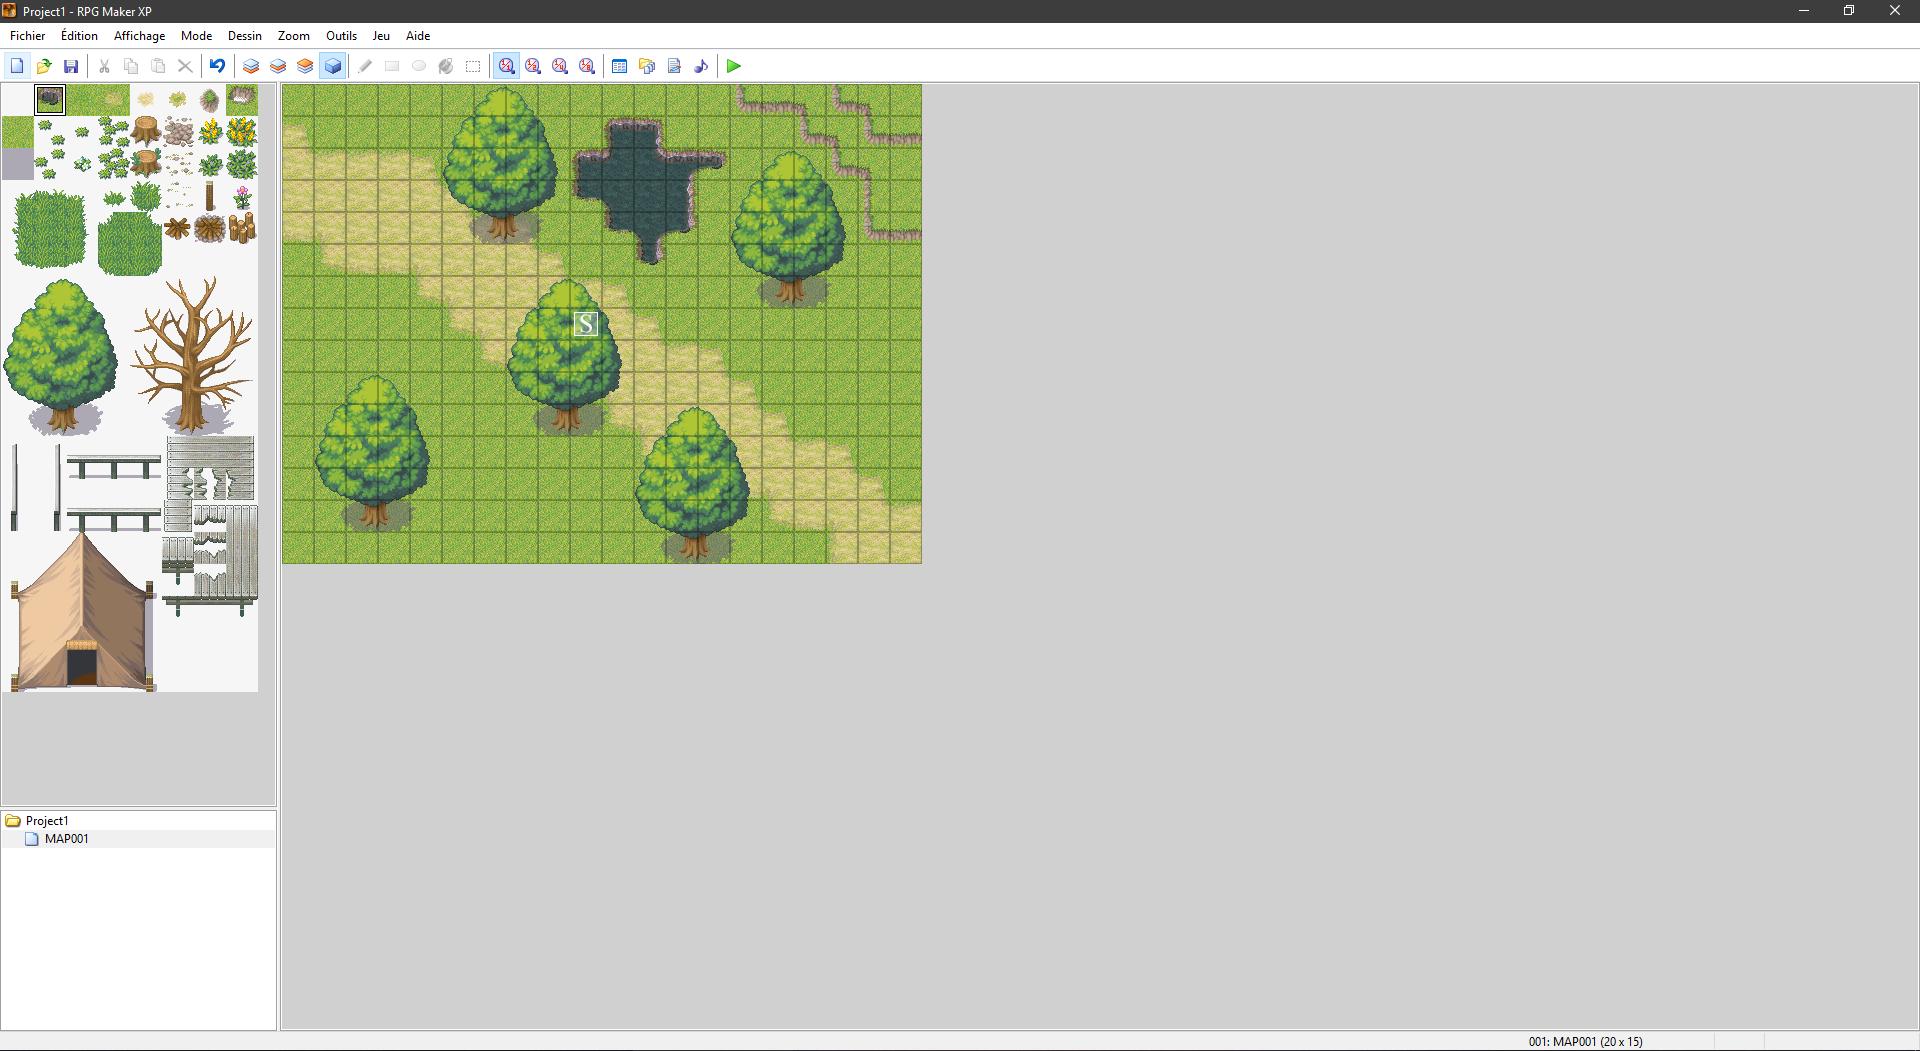 Project1 - RPG Maker XP
Fichier Édition Affichage Mode Dessin Zoom Outils Jeu Aide
S
Project1
MAP001
001: MAP001 (20 x 15)